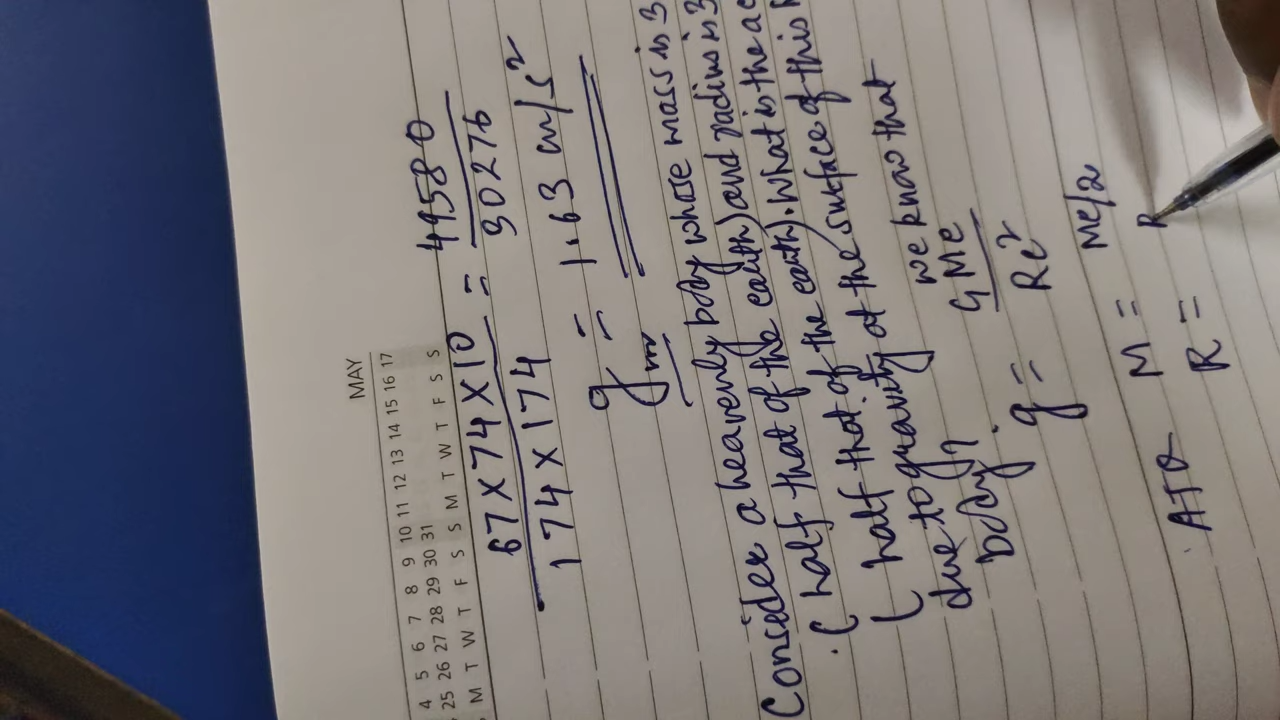 MAY
4 5 6 7 8 9 10 11 12 13 14 15 16 17
25 26 27 28 29 30 31
M T W T F S S M T W T F S S
67 X 74 X 10 = 49580
174 X 174 30276
gm = 1.63 m/s²
Consider a heavenly body whose mass is 3
(half that of the earth) and radius is 3
(half that of the earth). What is the ac
due to gravity at the surface of this
body? we know that
g = GMe
Re²
ATQ M = Me/2
R = R